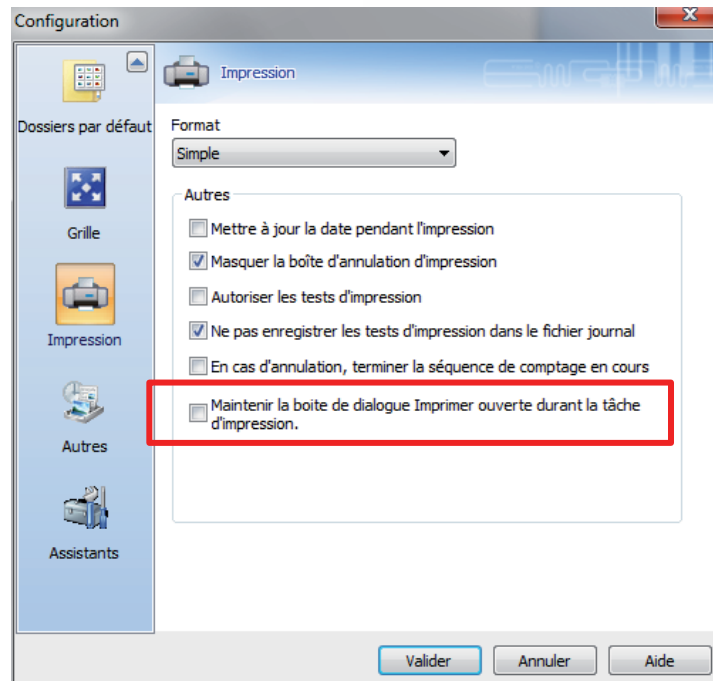 Configuration
Impression
Dossiers par défaut
Format
Simple
Autres
Mettre à jour la date pendant l'impression
Grille
Masquer la boîte d'annulation d'impression
Autoriser les tests d'impression
Impression
Ne pas enregistrer les tests d'impression dans le fichier journal
En cas d'annulation, terminer la séquence de comptage en cours
Maintenir la boite de dialogue Imprimer ouverte durant la tâche
d'impression.
Autres
Assistants
Valider
Annuler
Aide